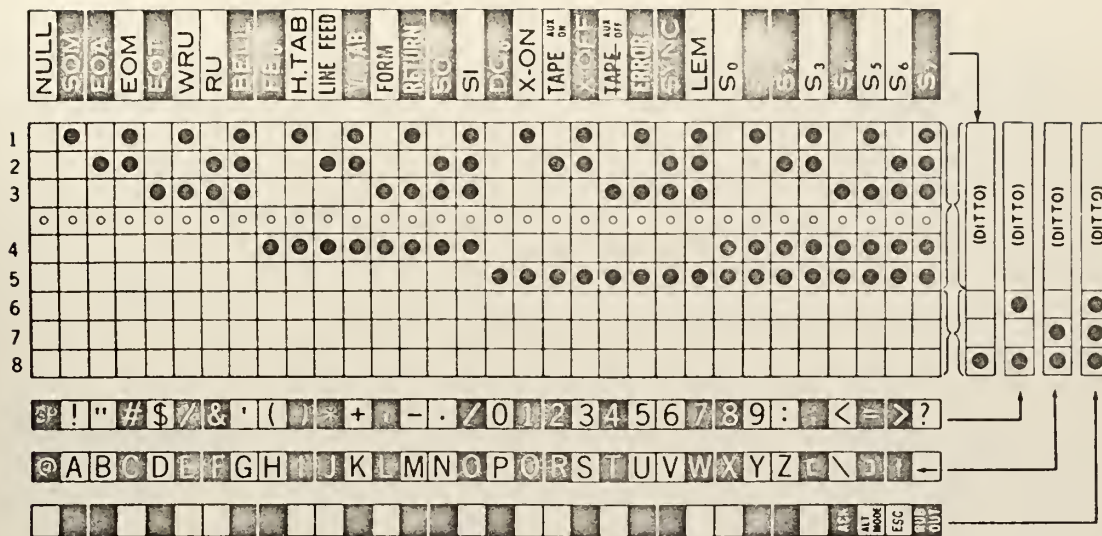 NULL SOM EOA EOM EOT WRU RU BELL FE0 H.TAB LINE FEED V. TAB FORM RETURN SO SI DC0 X-ON TAPE AUX ON X-OFF TAPE AUX OFF ERROR SYNC LEM S0 S1 S2 S3 S4 S5 S6 S7
1
2
3
4
5
6
7
8
(DITTO) (DITTO) (DITTO) (DITTO)
SP ! " # $ % & ' ( ) * + , - . / 0 1 2 3 4 5 6 7 8 9 : ; < = > ?
@ A B C D E F G H I J K L M N O P Q R S T U V W X Y Z [ \ ] ↑ ←
ACK ALT MODE ESC RUB OUT